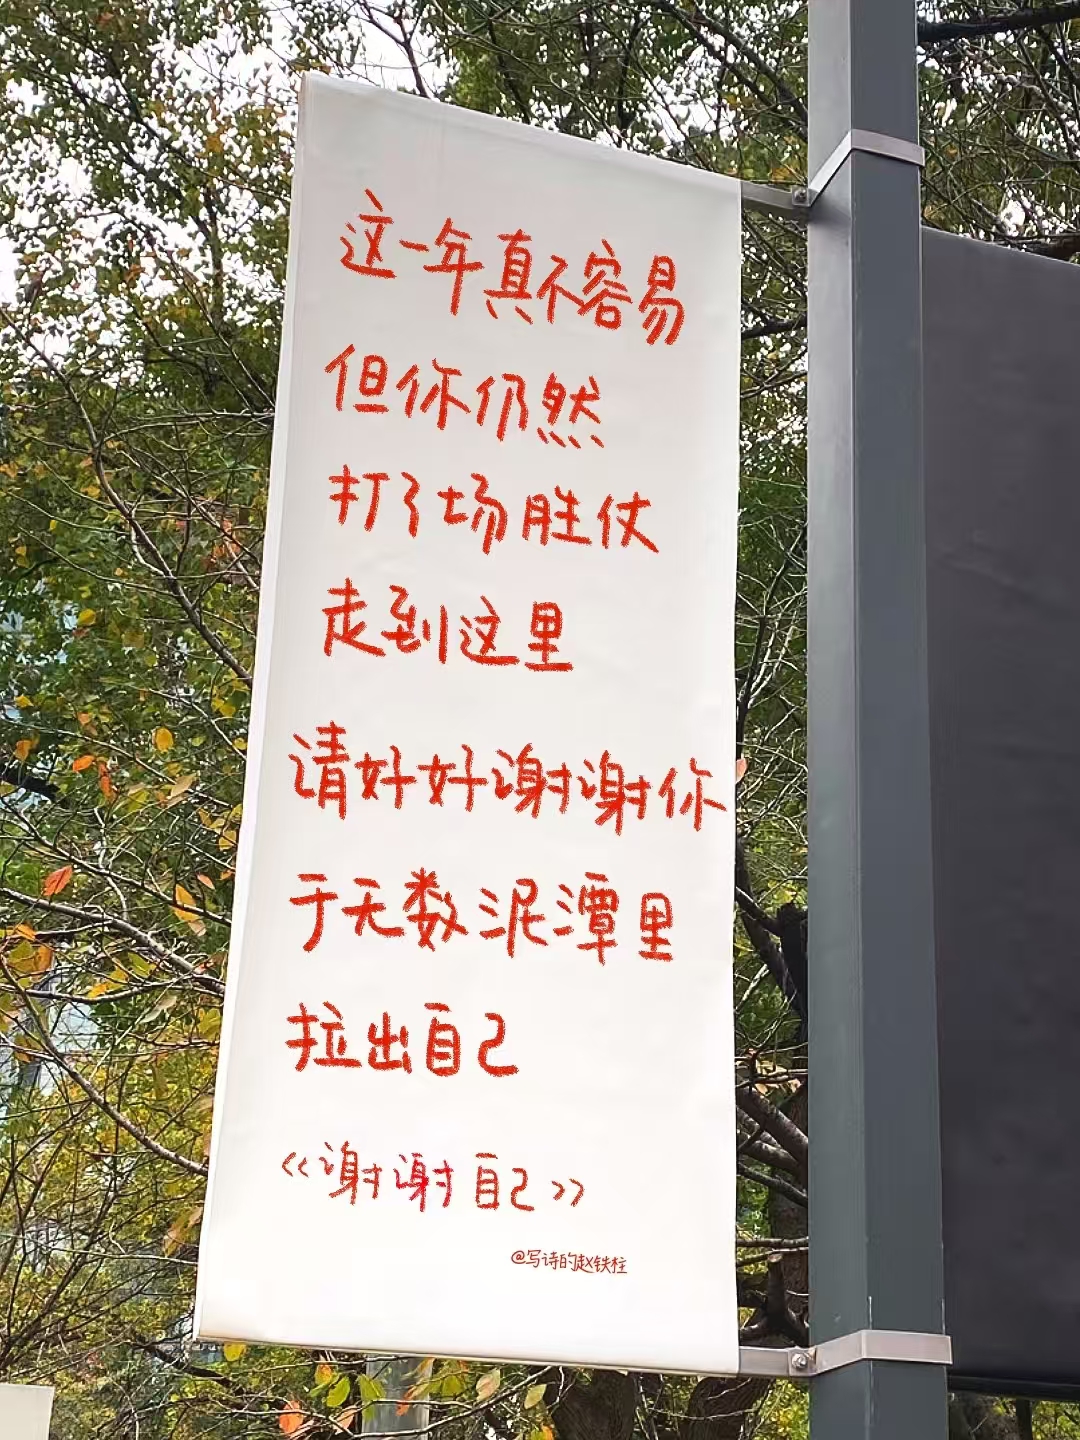 这一年真不容易
但你仍然
打了场胜仗
走到这里
请好好谢谢你
于无数泥潭里
拉出自己
《谢谢自己》
@写诗的赵铁柱